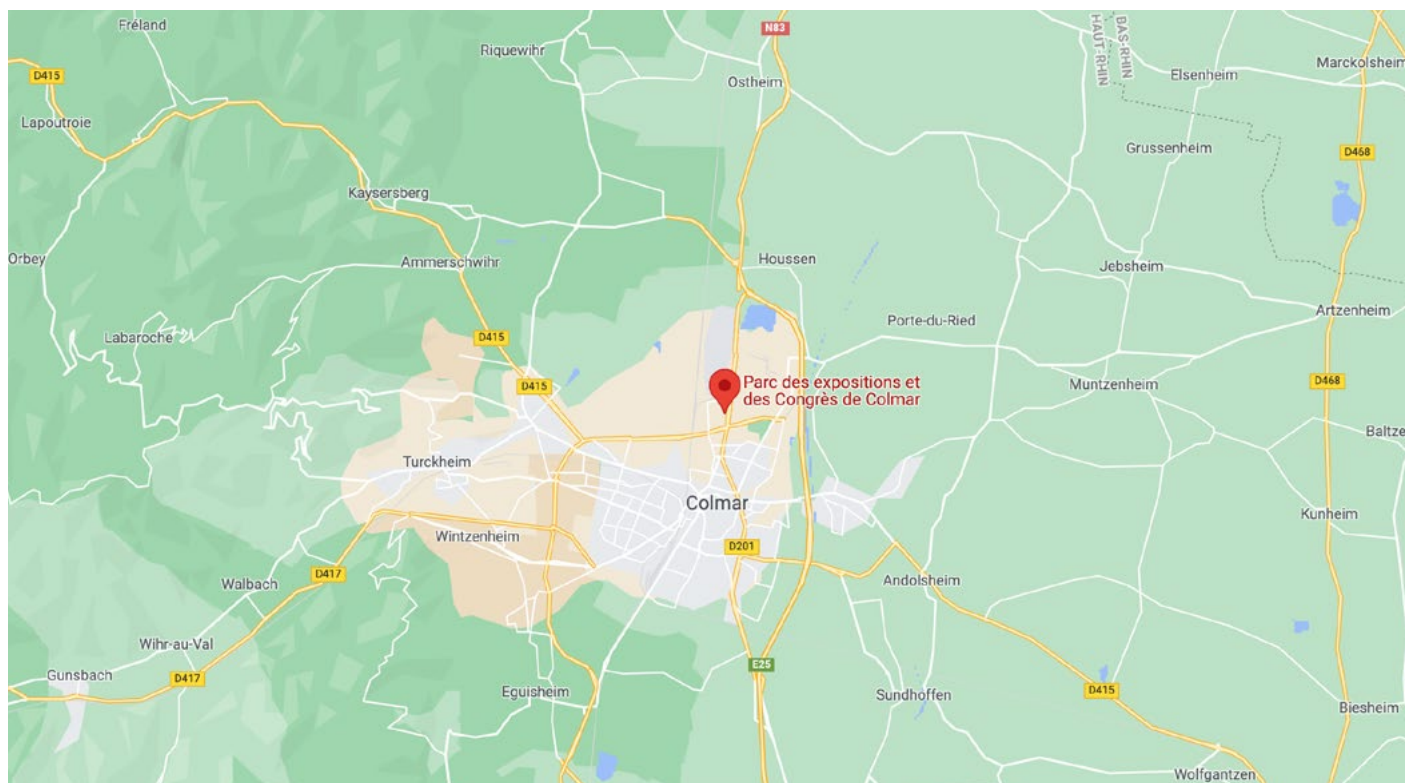 Fréland
N83
Riquewihr
BAS-RHIN
HAUT-RHIN
Ostheim
Elsenheim
Marckolsheim
D415
Lapoutroie
Grussenheim
D468
Kaysersberg
Orbey
Ammerschwihr
Houssen
Jebsheim
Artzenheim
Labaroche
D415
Porte-du-Ried
D415
Parc des expositions et
des Congrès de Colmar
Muntzenheim
D468
Baltze
Turckheim
Colmar
Kunheim
Wintzenheim
D201
Walbach
D417
Andolsheim
Wihr-au-Val
Gunsbach
D417
E25
Eguisheim
Sundhoffen
D415
Biesheim
Wolfgantzen